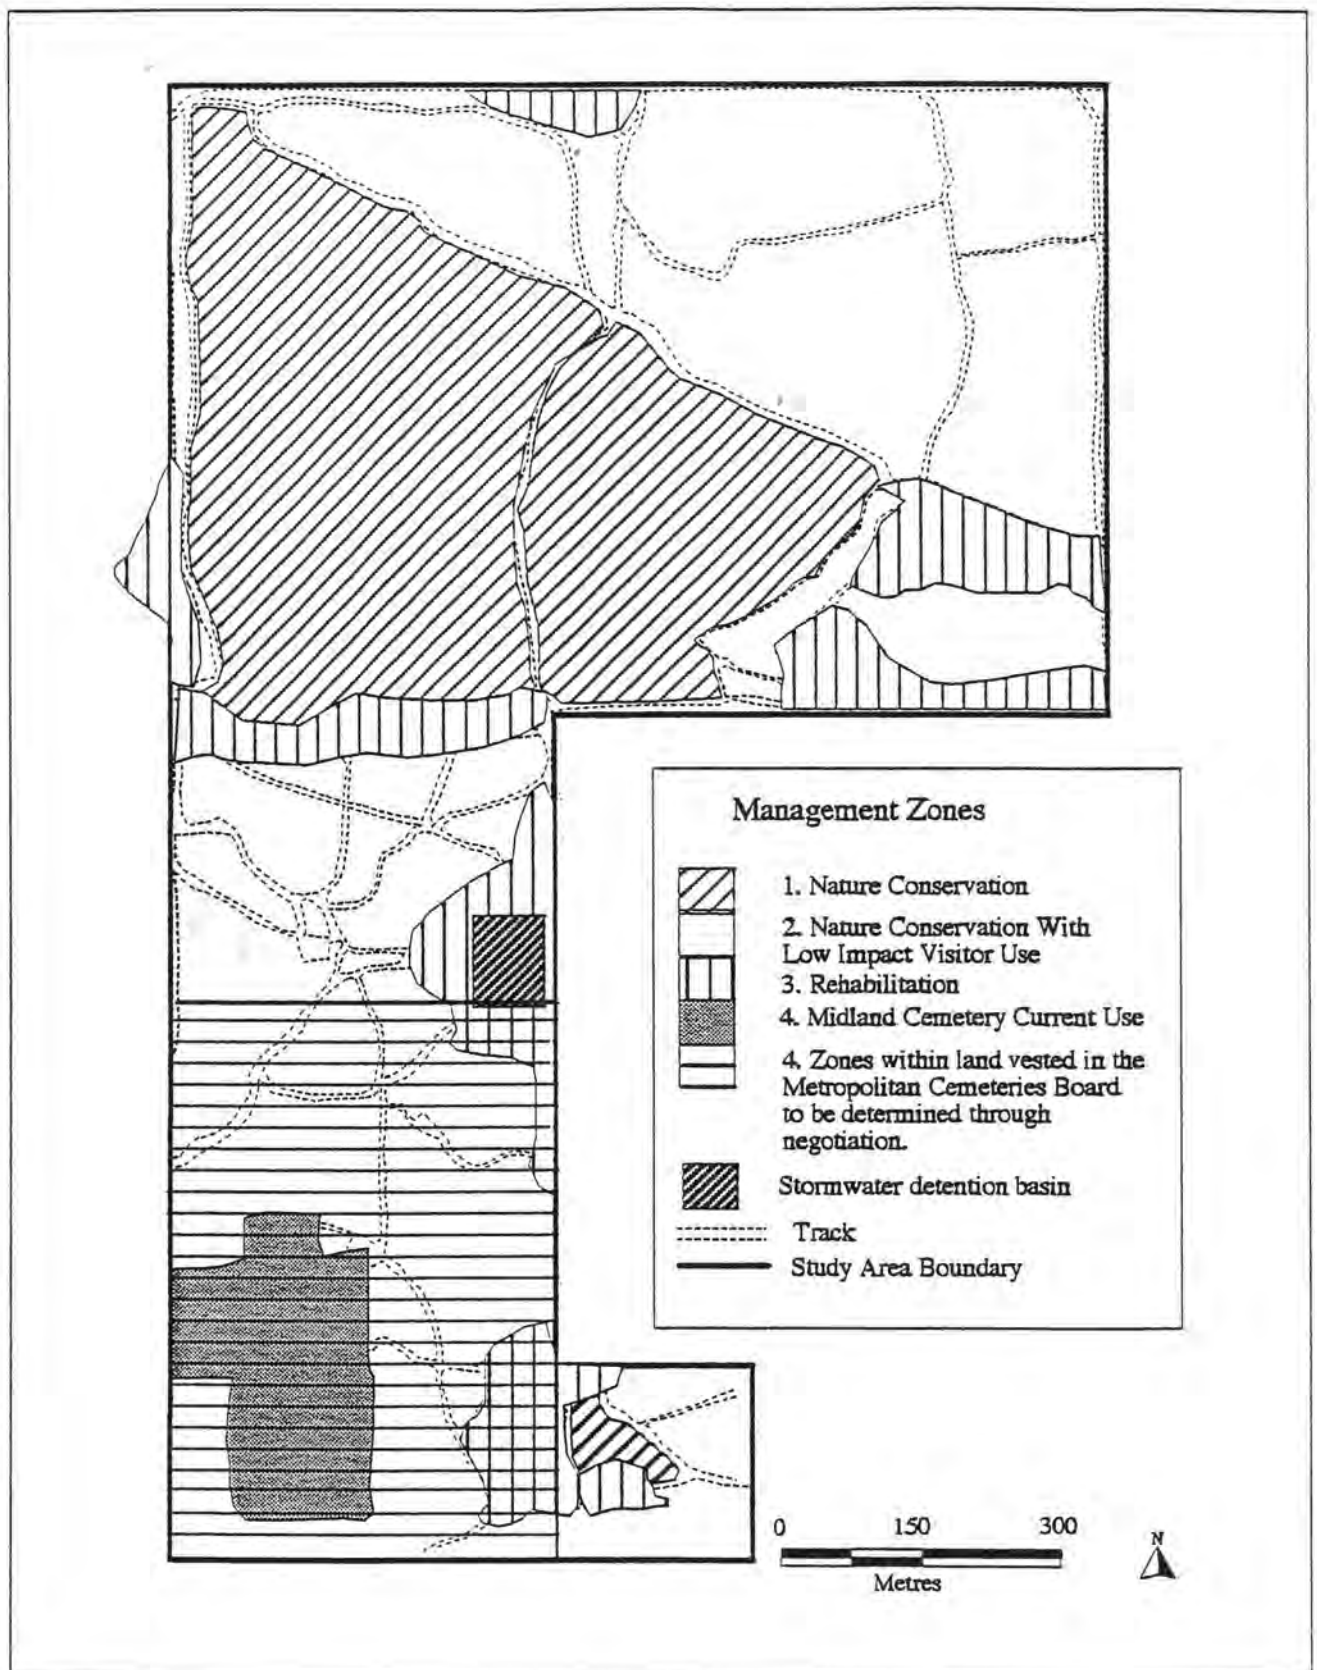 Management Zones
1. Nature Conservation
2. Nature Conservation With
Low Impact Visitor Use
3. Rehabilitation
4. Midland Cemetery Current Use
4. Zones within land vested in the
Metropolitan Cemeteries Board
to be determined through
negotiation.
Stormwater detention basin
Track
Study Area Boundary
0 150 300
Metres
N